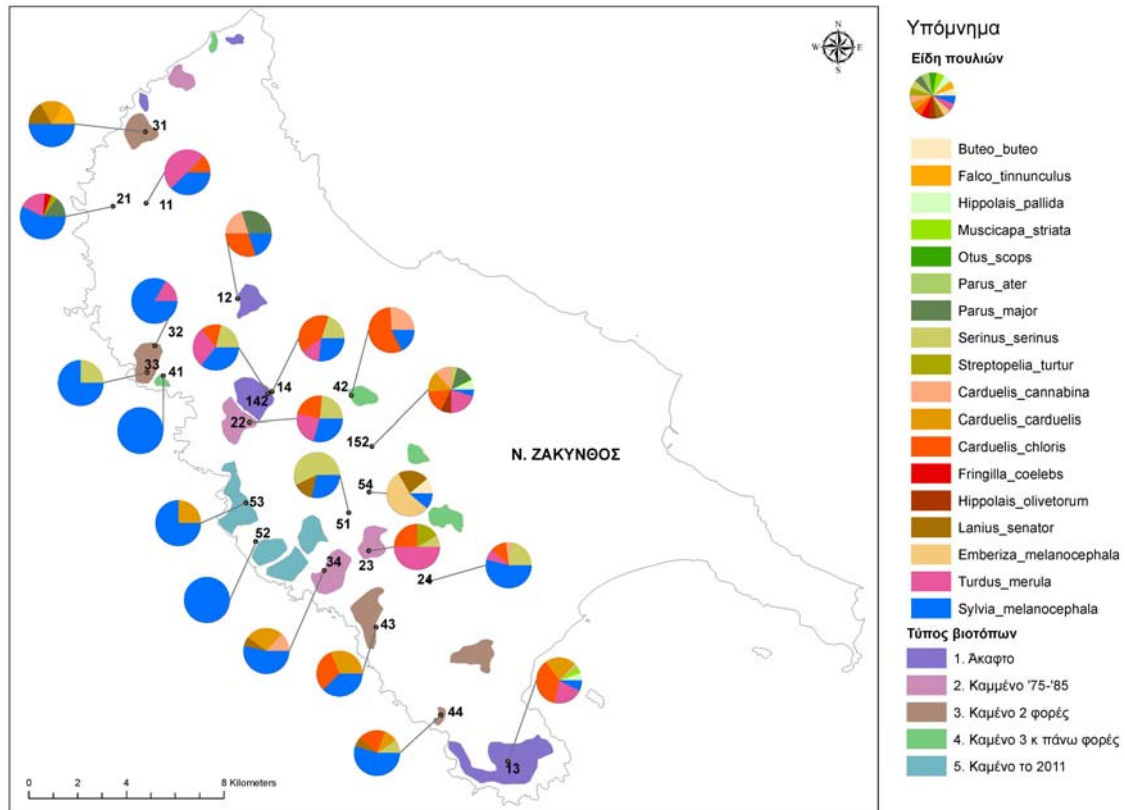 N
W E
S
31
21
11
12
32
33
41
14
142
42
22
152
Ν. ΖΑΚΥΝΘΟΣ
54
53
51
52
23
34
24
43
44
13
0 2 4 8 Kilometers
Υπόμνημα
Είδη πουλιών
Buteo_buteo
Falco_tinnunculus
Hippolais_pallida
Muscicapa_striata
Otus_scops
Parus_ater
Parus_major
Serinus_serinus
Streptopelia_turtur
Carduelis_cannabina
Carduelis_carduelis
Carduelis_chloris
Fringilla_coelebs
Hippolais_olivetorum
Lanius_senator
Emberiza_melanocephala
Turdus_merula
Sylvia_melanocephala
Τύπος βιοτόπων
1. Άκαφτο
2. Καμμένο '75-'85
3. Καμένο 2 φορές
4. Καμένο 3 κ πάνω φορές
5. Καμένο το 2011